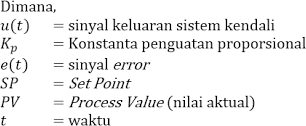 Dimana,
u(t) = sinyal keluaran sistem kendali
Kₚ = Konstanta penguatan proporsional
e(t) = sinyal error
SP = Set Point
PV = Process Value (nilai aktual)
t = waktu